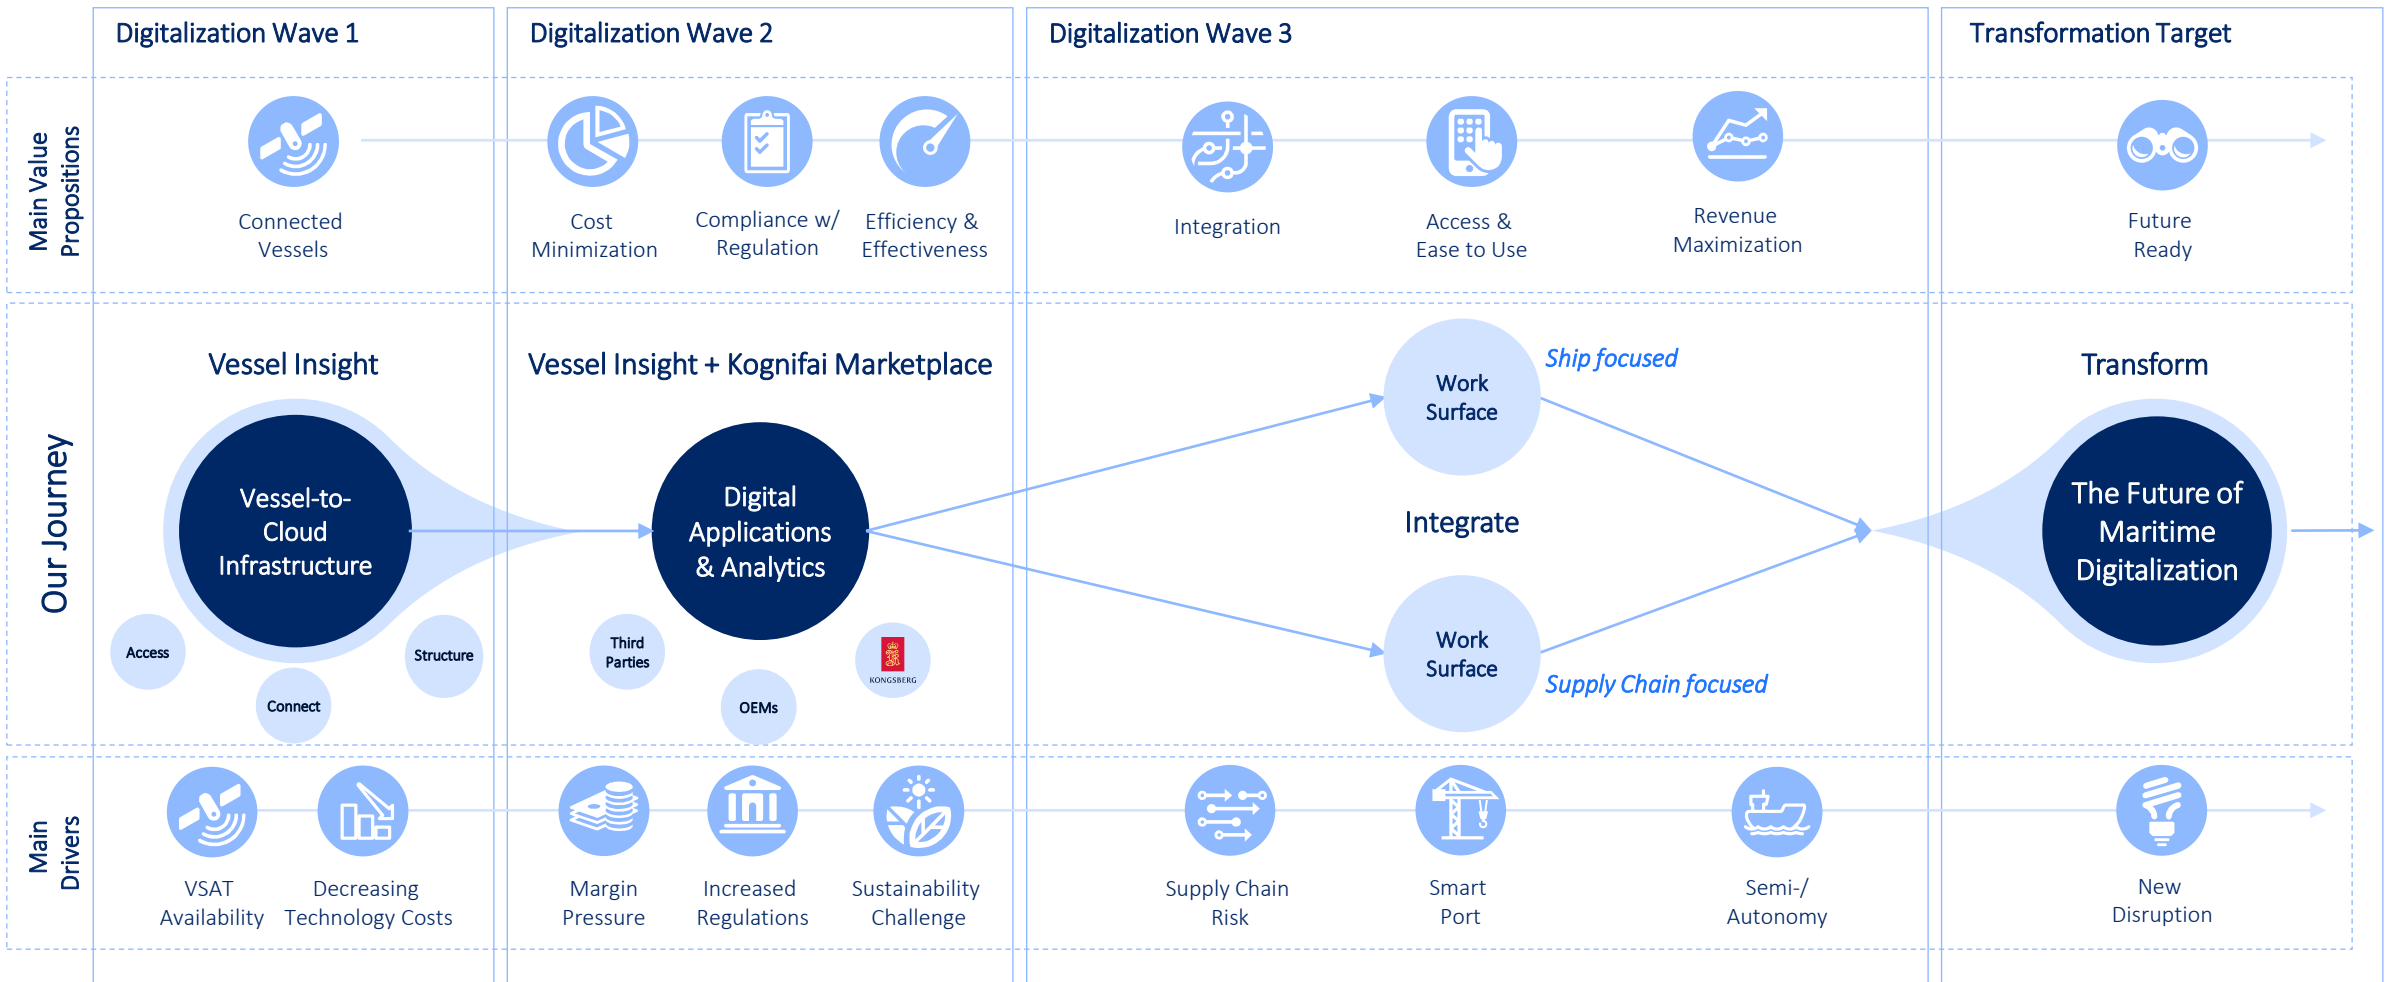 Digitalization Wave 1
Digitalization Wave 2
Digitalization Wave 3
Transformation Target
Main Value
Propositions
Connected
Vessels
Cost
Minimization
Compliance w/
Regulation
Efficiency &
Effectiveness
Integration
Access &
Ease to Use
Revenue
Maximization
Future
Ready
Our Journey
Vessel Insight
Vessel-to-
Cloud
Infrastructure
Access
Connect
Structure
Vessel Insight + Kognifai Marketplace
Digital
Applications
& Analytics
Third
Parties
OEMs
KONGSBERG
Work
Surface
Ship focused
Integrate
Work
Surface
Supply Chain focused
Transform
The Future of
Maritime
Digitalization
Main
Drivers
VSAT
Availability
Decreasing
Technology Costs
Margin
Pressure
Increased
Regulations
Sustainability
Challenge
Supply Chain
Risk
Smart
Port
Semi-/
Autonomy
New
Disruption